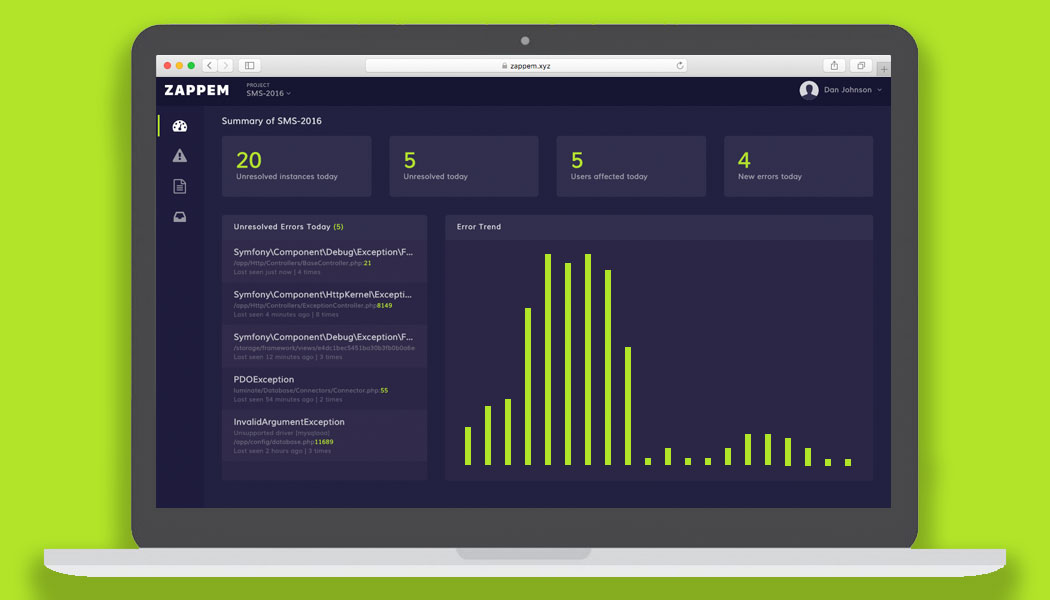 zappem.xyz
ZAPPEM
PROJECT
SMS-2016
Dan Johnson
Summary of SMS-2016
20
Unresolved instances today
5
Unresolved today
5
Users affected today
4
New errors today
Unresolved Errors Today (5)
Symfony\Component\Debug\Exception\F...
/app/Http/Controllers/BaseController.php:21
Last seen just now | 4 times
Symfony\Component\HttpKernel\Excepti...
/app/Http/Controllers/ExceptionController.php:8149
Last seen 4 minutes ago | 8 times
Symfony\Component\Debug\Exception\F...
Last seen 12 minutes ago | 3 times
PDOException
luminate/Database/Connectors/Connector.php:55
Last seen 54 minutes ago | 2 times
InvalidArgumentException
Unsupported driver
/app/config/database.php:11689
Last seen 2 hours ago | 3 times
Error Trend